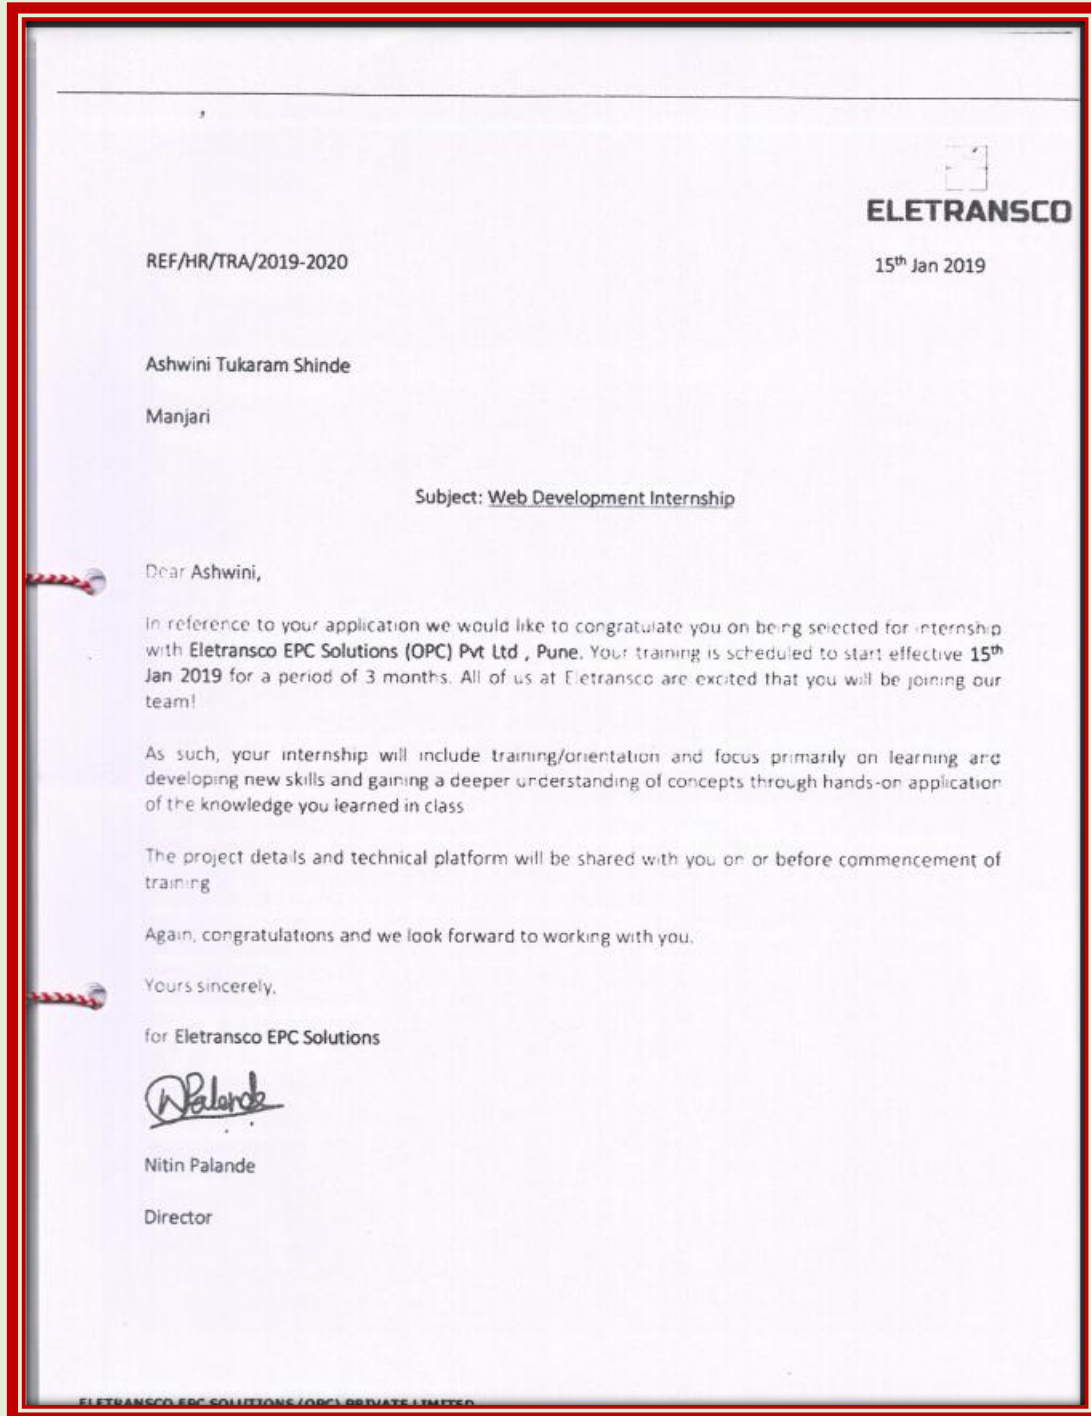 ELETRANSCO
REF/HR/TRA/2019-2020
15th Jan 2019
Ashwini Tukaram Shinde
Manjari
Subject: Web Development Internship
Dear Ashwini,
In reference to your application we would like to congratulate you on being selected for internship
with Eletransco EPC Solutions (OPC) Pvt Ltd , Pune. Your training is scheduled to start effective 15th
Jan 2019 for a period of 3 months. All of us at Eletransco are excited that you will be joining our
team!
As such, your internship will include training/orientation and focus primarily on learning and
developing new skills and gaining a deeper understanding of concepts through hands-on application
of the knowledge you learned in class
The project details and technical platform will be shared with you on or before commencement of
training
Again, congratulations and we look forward to working with you.
Yours sincerely,
for Eletransco EPC Solutions
NPalande
Nitin Palande
Director
ELETRANSCO EPC SOLUTIONS (OPC) PRIVATE LIMITED